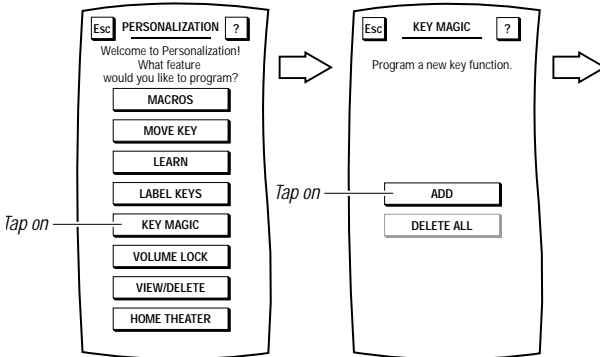 Esc PERSONALIZATION ?
Welcome to Personalization!
What feature
would you like to program?
MACROS
MOVE KEY
LEARN
LABEL KEYS
Tap on KEY MAGIC
VOLUME LOCK
VIEW/DELETE
HOME THEATER
Esc KEY MAGIC ?
Program a new key function.
Tap on ADD
DELETE ALL